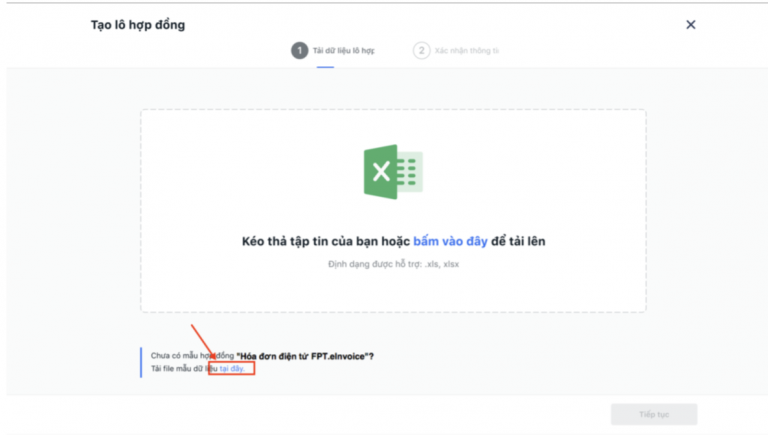 Tạo lô hợp đồng
1 Tải dữ liệu lô hợp
2 Xác nhận thông ti
X
Kéo thả tập tin của bạn hoặc bấm vào đây để tải lên
Định dạng được hỗ trợ: .xls, xlsx
Chưa có mẫu hợp đồng "Hóa đơn điện tử FPT.eInvoice"?
Tải file mẫu dữ liệu tại đây.
Tiếp tục